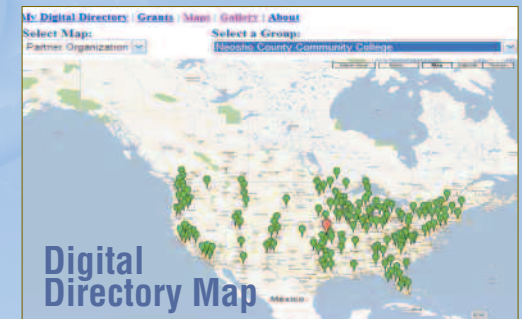 My Digital Directory | Grants | Maps | Gallery | About
Select Map: Select a Group:
Partner Organization Neosho County Community College
Map
Digital
Directory Map
México